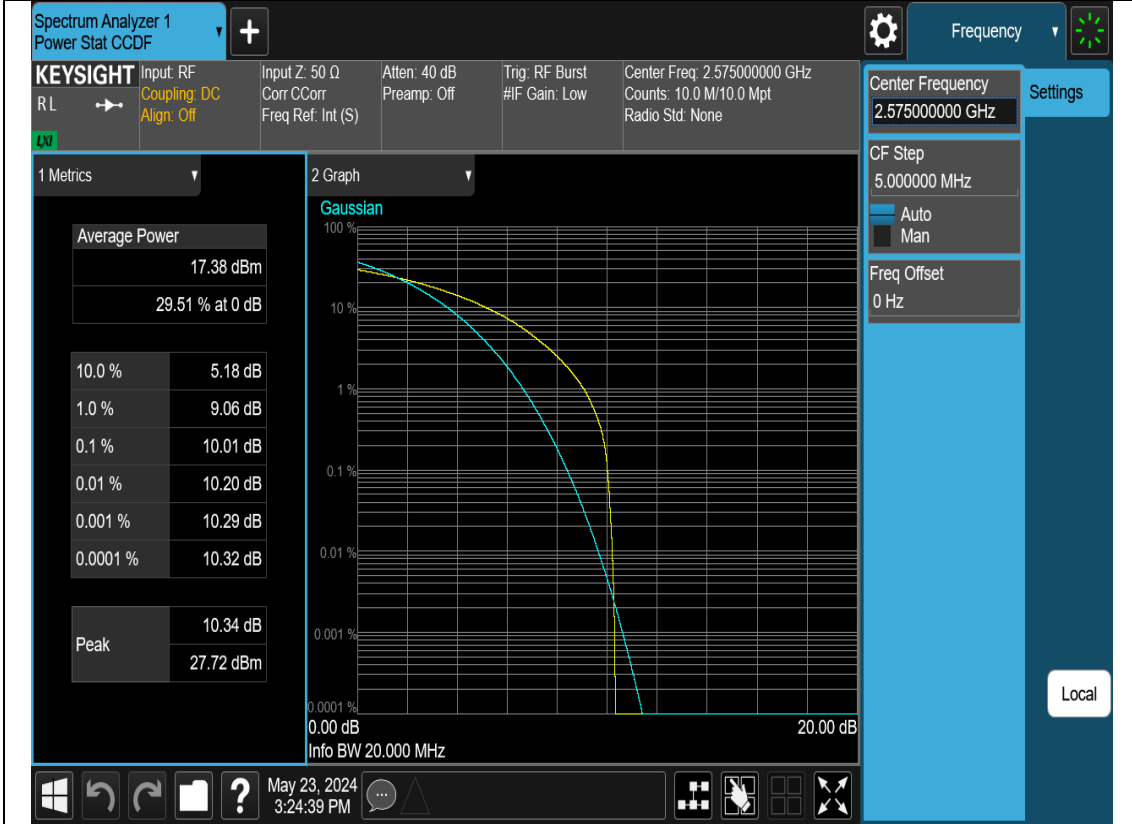 Spectrum Analyzer 1
Power Stat CCDF
+
Frequency
KEYSIGHT
RL
LXI
Input: RF
Coupling: DC
Align: Off
Input Z: 50 Ω
Corr CCorr
Freq Ref: Int (S)
Atten: 40 dB
Preamp: Off
Trig: RF Burst
#IF Gain: Low
Center Freq: 2.575000000 GHz
Counts: 10.0 M/10.0 Mpt
Radio Std: None
Center Frequency
2.575000000 GHz
Settings
CF Step
5.000000 MHz
Auto
Man
Freq Offset
0 Hz
1 Metrics
Average Power
17.38 dBm
29.51 % at 0 dB
10.0 % 5.18 dB
1.0 % 9.06 dB
0.1 % 10.01 dB
0.01 % 10.20 dB
0.001 % 10.29 dB
0.0001 % 10.32 dB
Peak
10.34 dB
27.72 dBm
2 Graph
Gaussian
100 %
10 %
1 %
0.1 %
0.01 %
0.001 %
0.0001 %
0.00 dB 20.00 dB
Info BW 20.000 MHz
Local
?
May 23, 2024
3:24:39 PM